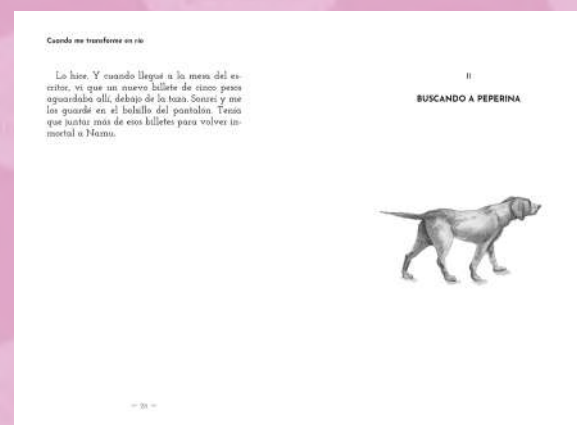 Cuando me transforme en río
Lo hice. Y cuando llegué a la mesa del es-
critor, vi que un nuevo billete de cinco pesos
aguardaba allí, debajo de la taza. Sonreí y me
los guardé en el bolsillo del pantalón. Tenía
que juntar más de esos billetes para volver in-
mortal a Namu.
II
BUSCANDO A PEPERINA